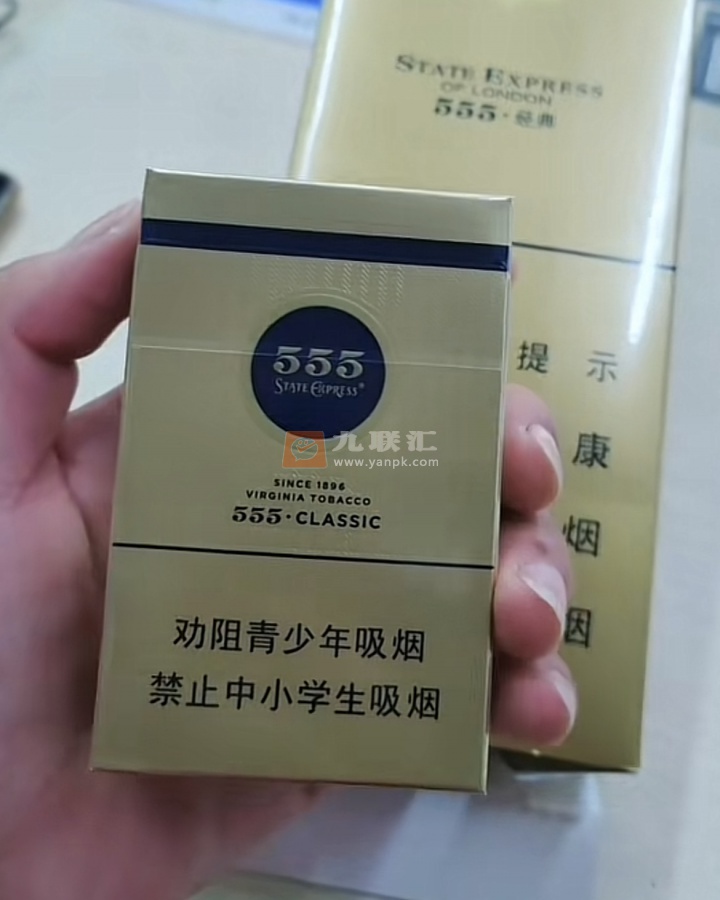 STATE EXPRESS
OF LONDON
555·经典
提 示
康
烟
烟
555
STATE EXPRESS®
九联汇
www.yanpk.com
SINCE 1896
VIRGINIA TOBACCO
555·CLASSIC
劝阻青少年吸烟
禁止中小学生吸烟